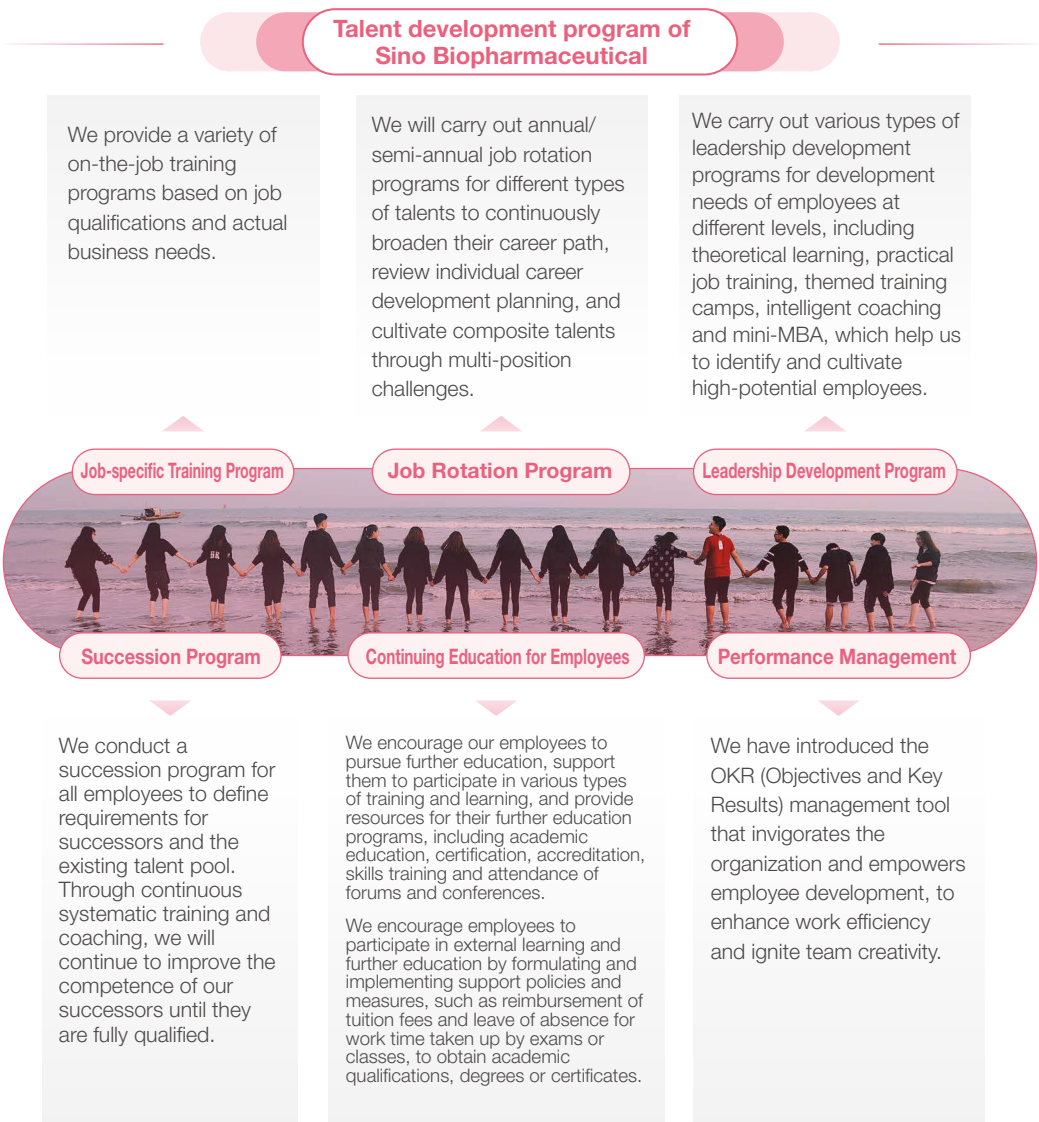 Talent development program of
Sino Biopharmaceutical
We provide a variety of
on-the-job training
programs based on job
qualifications and actual
business needs.
We will carry out annual/
semi-annual job rotation
programs for different types
of talents to continuously
broaden their career path,
review individual career
development planning, and
cultivate composite talents
through multi-position
challenges.
We carry out various types of
leadership development
programs for development
needs of employees at
different levels, including
theoretical learning, practical
job training, themed training
camps, intelligent coaching
and mini-MBA, which help us
to identify and cultivate
high-potential employees.
Job-specific Training Program
Job Rotation Program
Leadership Development Program
Succession Program
Continuing Education for Employees
Performance Management
We conduct a
succession program for
all employees to define
requirements for
successors and the
existing talent pool.
Through continuous
systematic training and
coaching, we will
continue to improve the
competence of our
successors until they
are fully qualified.
We encourage our employees to
pursue further education, support
them to participate in various types
of training and learning, and provide
resources for their further education
programs, including academic
education, certification, accreditation,
skills training and attendance of
forums and conferences.
We encourage employees to
participate in external learning and
further education by formulating and
implementing support policies and
measures, such as reimbursement of
tuition fees and leave of absence for
work time taken up by exams or
classes, to obtain academic
qualifications, degrees or certificates.
We have introduced the
OKR (Objectives and Key
Results) management tool
that invigorates the
organization and empowers
employee development, to
enhance work efficiency
and ignite team creativity.